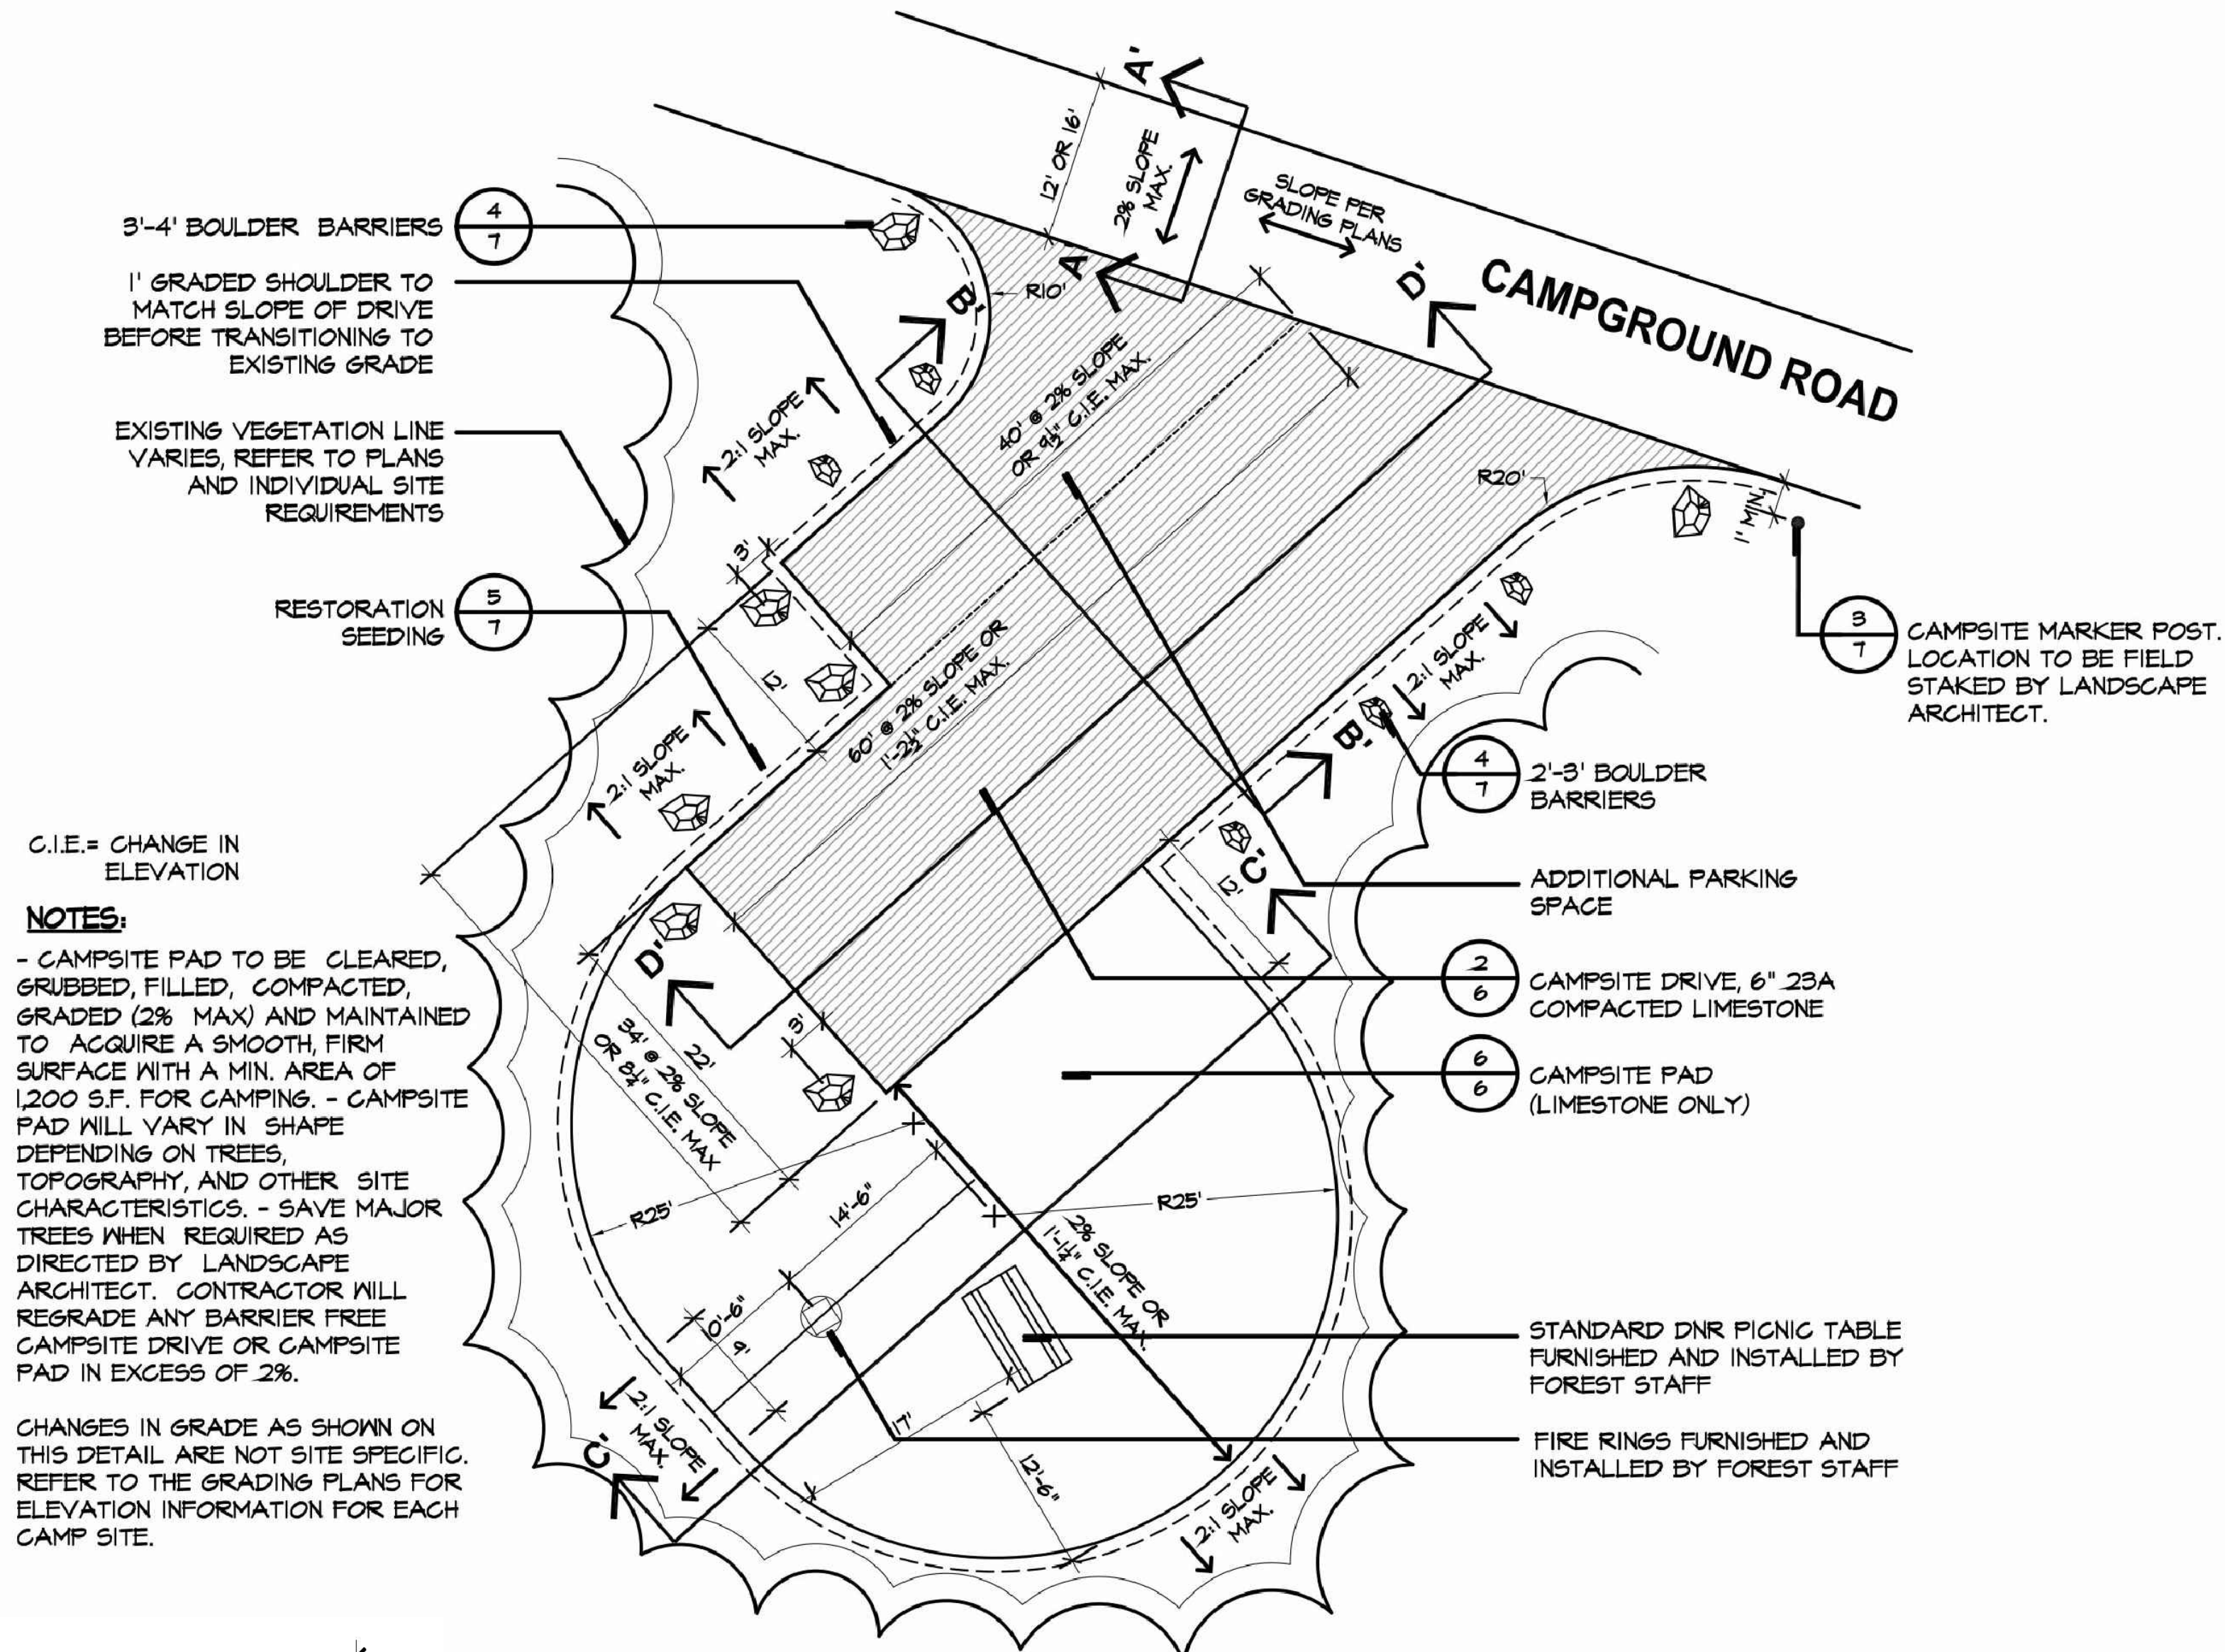 A'
12' OR 16'
2% SLOPE
MAX.
SLOPE PER
GRADING PLANS
A'
D'
CAMPGROUND ROAD
4
7
3'-4' BOULDER BARRIERS
1' GRADED SHOULDER TO
MATCH SLOPE OF DRIVE
BEFORE TRANSITIONING TO
EXISTING GRADE
EXISTING VEGETATION LINE
VARIES, REFER TO PLANS
AND INDIVIDUAL SITE
REQUIREMENTS
RESTORATION
SEEDING
5
7
R10'
B'
2:1 SLOPE
MAX.
40' @ 2% SLOPE
OR 9½" C.I.E. MAX.
R20'
1' MIN.
3'
12'
60' @ 2% SLOPE OR
1'-2½" C.I.E. MAX.
2:1 SLOPE
MAX.
2:1 SLOPE
MAX.
B'
3
7
CAMPSITE MARKER POST.
LOCATION TO BE FIELD
STAKED BY LANDSCAPE
ARCHITECT.
4
7
2'-3' BOULDER
BARRIERS
C'
12'
ADDITIONAL PARKING
SPACE
2
6
CAMPSITE DRIVE, 6" 23A
COMPACTED LIMESTONE
6
6
CAMPSITE PAD
(LIMESTONE ONLY)
C.I.E.= CHANGE IN
ELEVATION
NOTES:
- CAMPSITE PAD TO BE CLEARED,
GRUBBED, FILLED, COMPACTED,
GRADED (2% MAX) AND MAINTAINED
TO ACQUIRE A SMOOTH, FIRM
SURFACE WITH A MIN. AREA OF
1,200 S.F. FOR CAMPING. - CAMPSITE
PAD WILL VARY IN SHAPE
DEPENDING ON TREES,
TOPOGRAPHY, AND OTHER SITE
CHARACTERISTICS. - SAVE MAJOR
TREES WHEN REQUIRED AS
DIRECTED BY LANDSCAPE
ARCHITECT. CONTRACTOR WILL
REGRADE ANY BARRIER FREE
CAMPSITE DRIVE OR CAMPSITE
PAD IN EXCESS OF 2%.
CHANGES IN GRADE AS SHOWN ON
THIS DETAIL ARE NOT SITE SPECIFIC.
REFER TO THE GRADING PLANS FOR
ELEVATION INFORMATION FOR EACH
CAMP SITE.
D'
3'
22'
34' @ 2% SLOPE
OR 8¼" C.I.E. MAX
R25'
14'-6"
R25'
2% SLOPE OR
1'-1¼" C.I.E. MAX.
0'-6"
9'
17'
12'-6"
2:1 SLOPE
MAX.
C'
2:1 SLOPE
MAX.
STANDARD DNR PICNIC TABLE
FURNISHED AND INSTALLED BY
FOREST STAFF
FIRE RINGS FURNISHED AND
INSTALLED BY FOREST STAFF